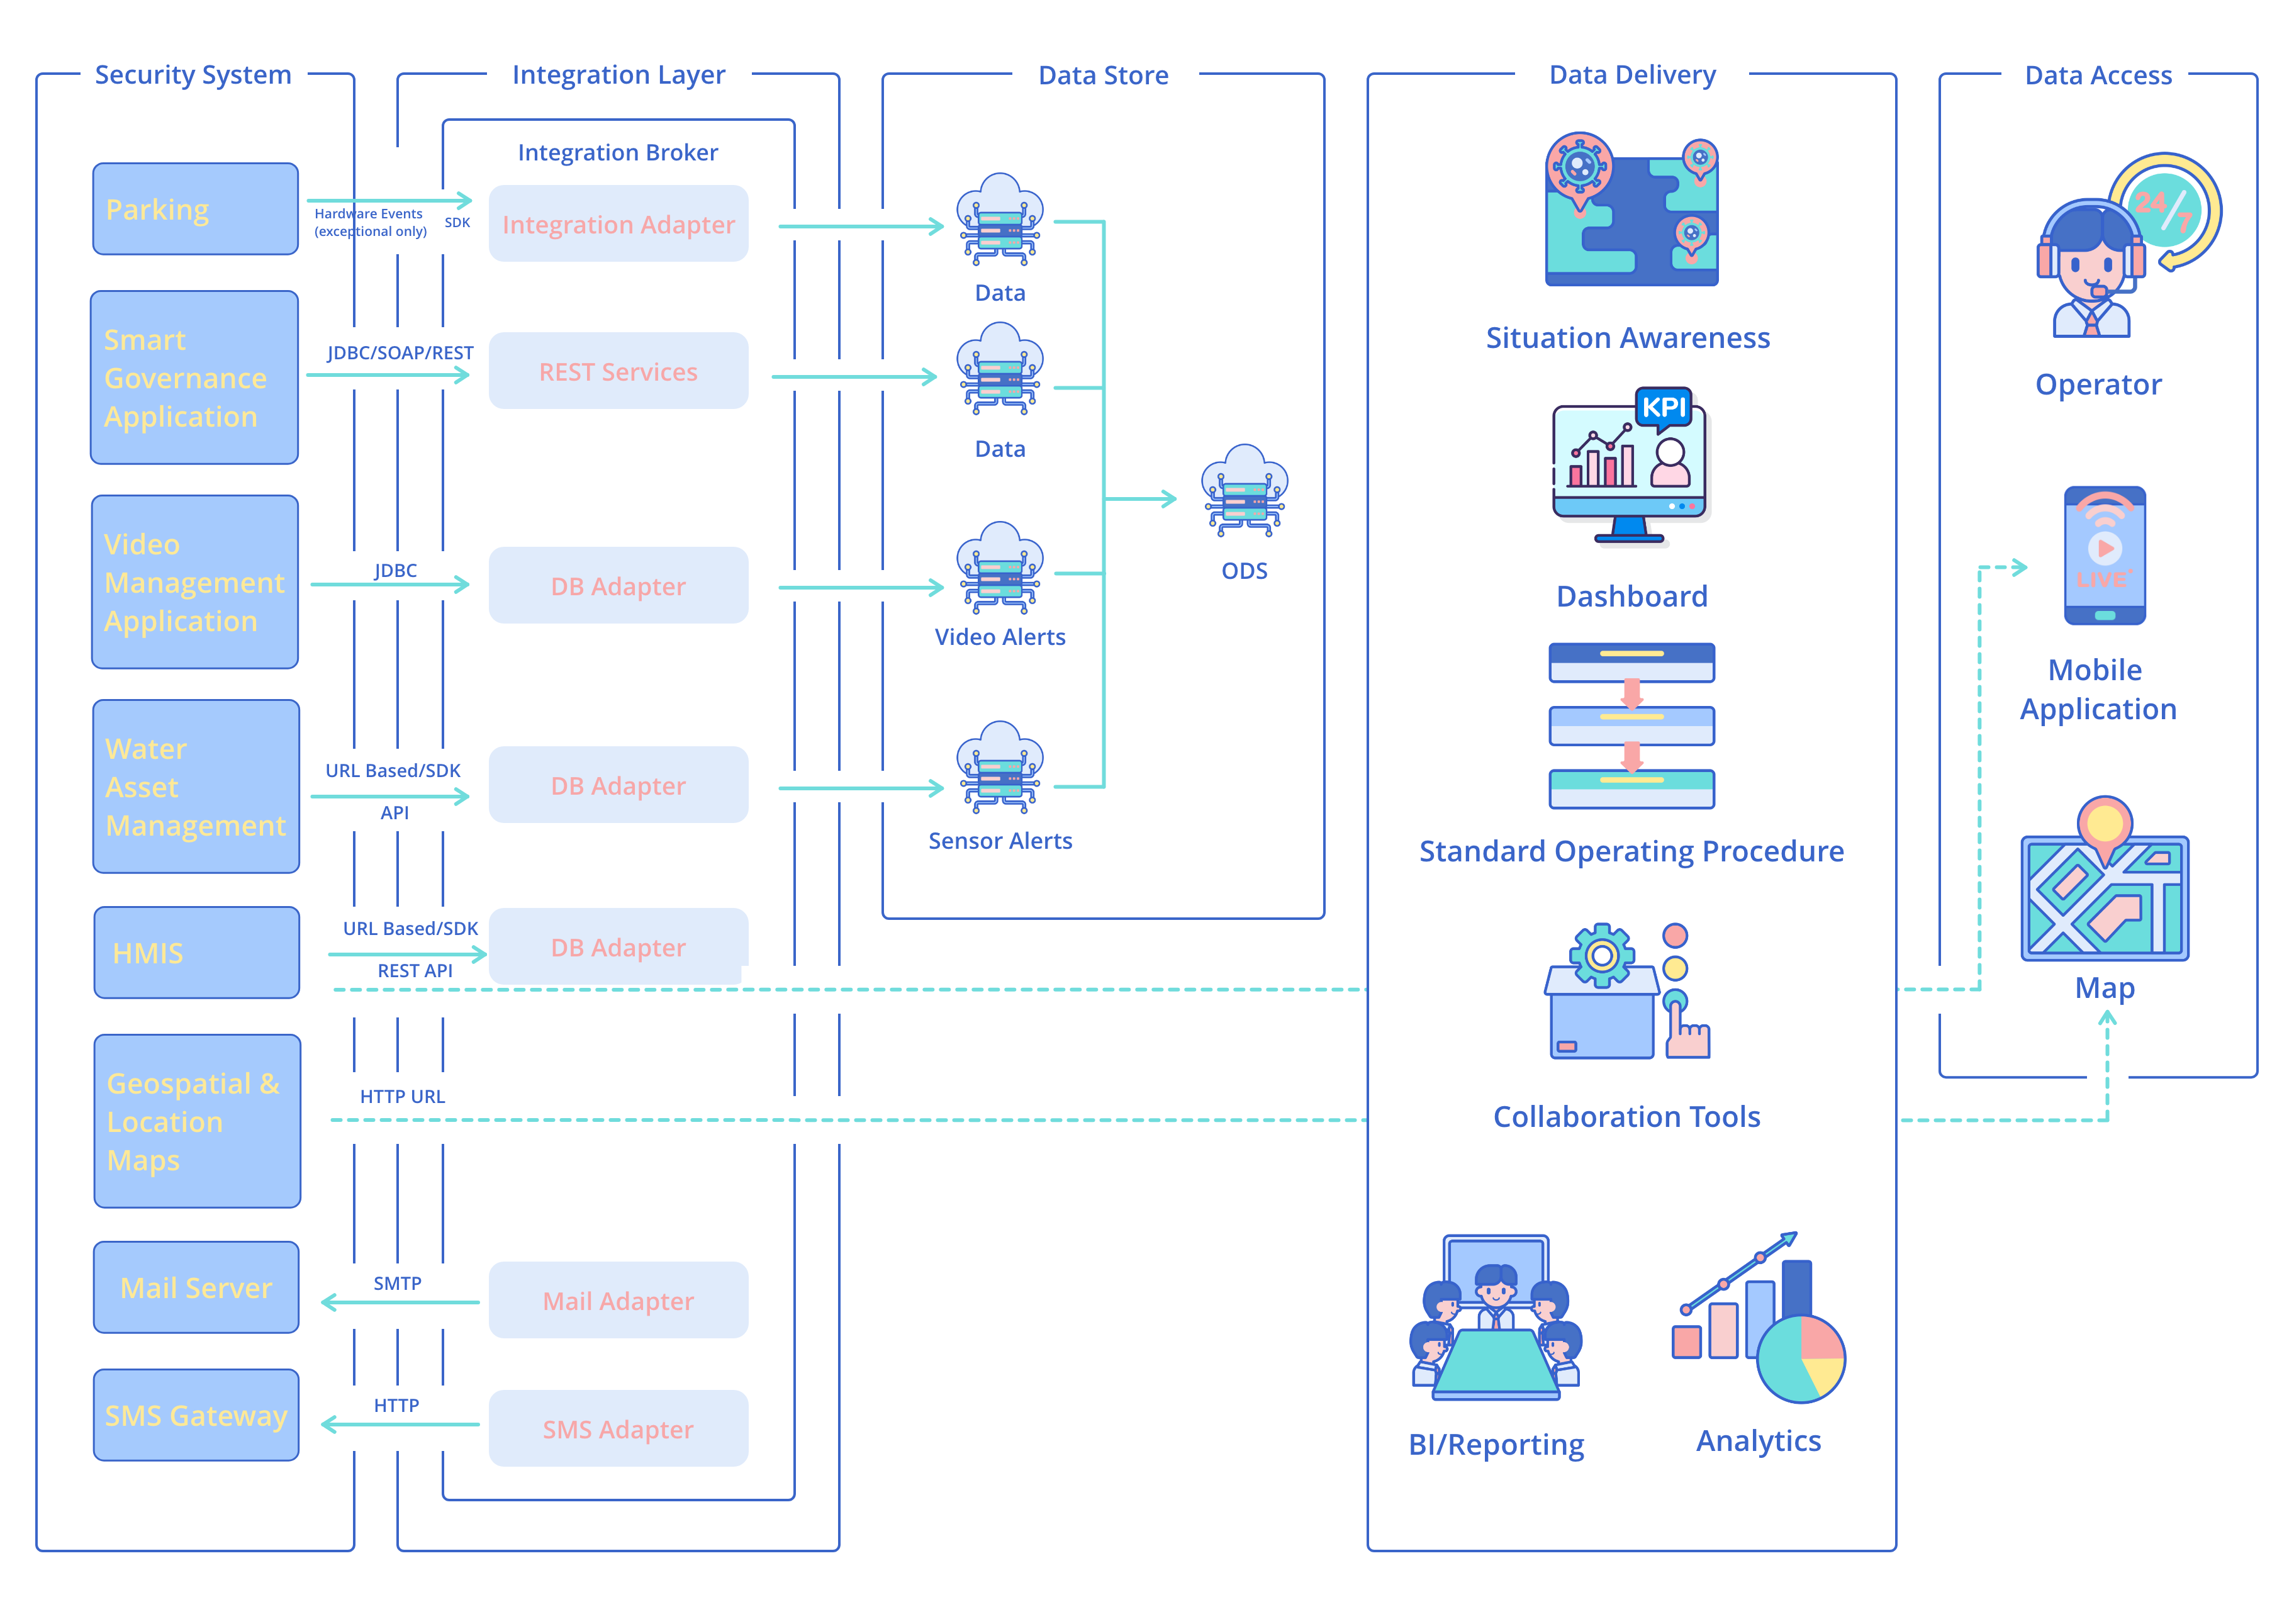 Security System
Integration Layer
Data Store
Data Delivery
Data Access
Parking
Hardware Events
(exceptional only)
SDK
Smart
Governance
Application
JDBC/SOAP/REST
Video
Management
Application
JDBC
Water
Asset
Management
URL Based/SDK
API
HMIS
URL Based/SDK
REST API
Geospatial &
Location
Maps
HTTP URL
Mail Server
SMTP
SMS Gateway
HTTP
Integration Broker
Integration Adapter
REST Services
DB Adapter
DB Adapter
DB Adapter
Mail Adapter
SMS Adapter
Data
Data
Video Alerts
Sensor Alerts
ODS
Situation Awareness
KPI
Dashboard
Standard Operating Procedure
Collaboration Tools
BI/Reporting
Analytics
24/7
Operator
LIVE
Mobile
Application
Map